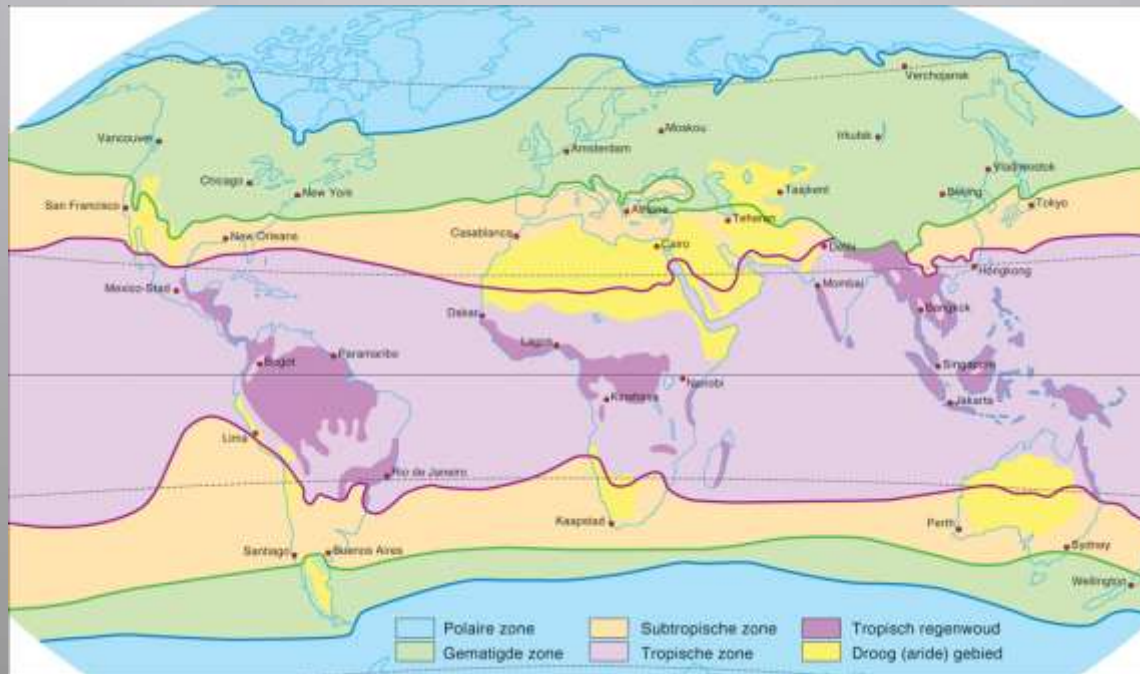 Verchojansk
Vancouver
Moskou
Irkutsk
Amsterdam
Chicago
New York
Vladiwostok
Tasjkent
Beijing
San Francisco
Athene
Tokyo
Teheran
New Orleans
Casablanca
Cairo
Delhi
Hongkong
Mexico-Stad
Mombai
Dakar
Bangkok
Lagos
Bogot
Paramaribo
Singapore
Nairobi
Kinshasa
Jakarta
Lima
Rio de Janeiro
Kaapstad
Perth
Santiago
Buenos Aires
Sydney
Wellington
Polaire zone
Subtropische zone
Tropisch regenwoud
Gematigde zone
Tropische zone
Droog (aride) gebied